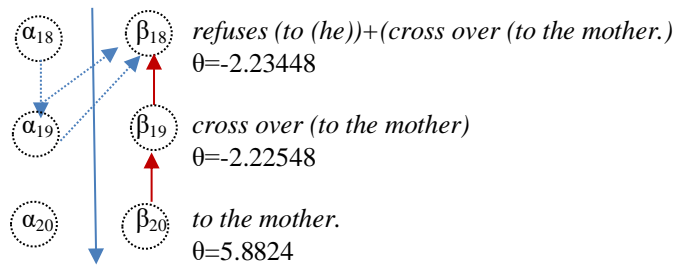 α18 β18 refuses (to (he))+(cross over (to the mother.)
θ=-2.23448
α19 β19 cross over (to the mother)
θ=-2.22548
α20 β20 to the mother.
θ=5.8824